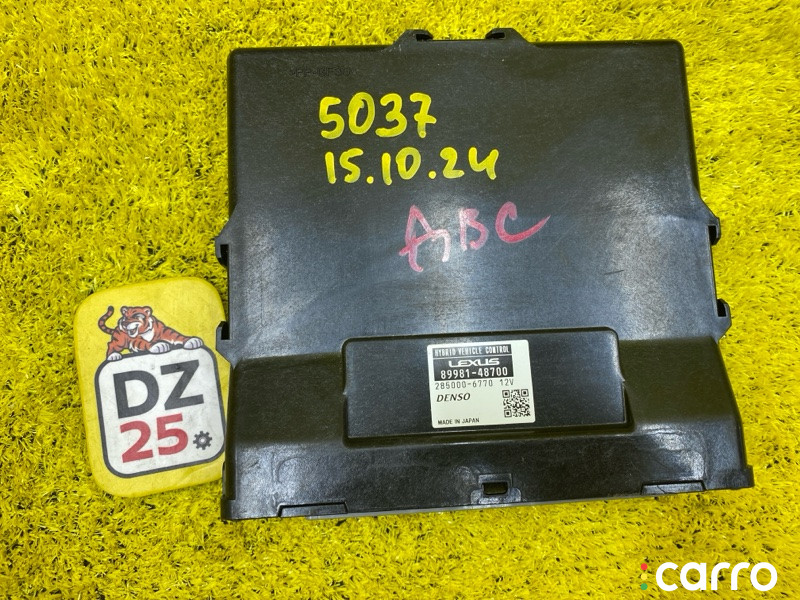 5037
15.10.24
ABC
HYBRID VEHICLE CONTROL
LEXUS
89981-48700
285000-6770 12V
DENSO
MADE IN JAPAN
DZ
25
carro